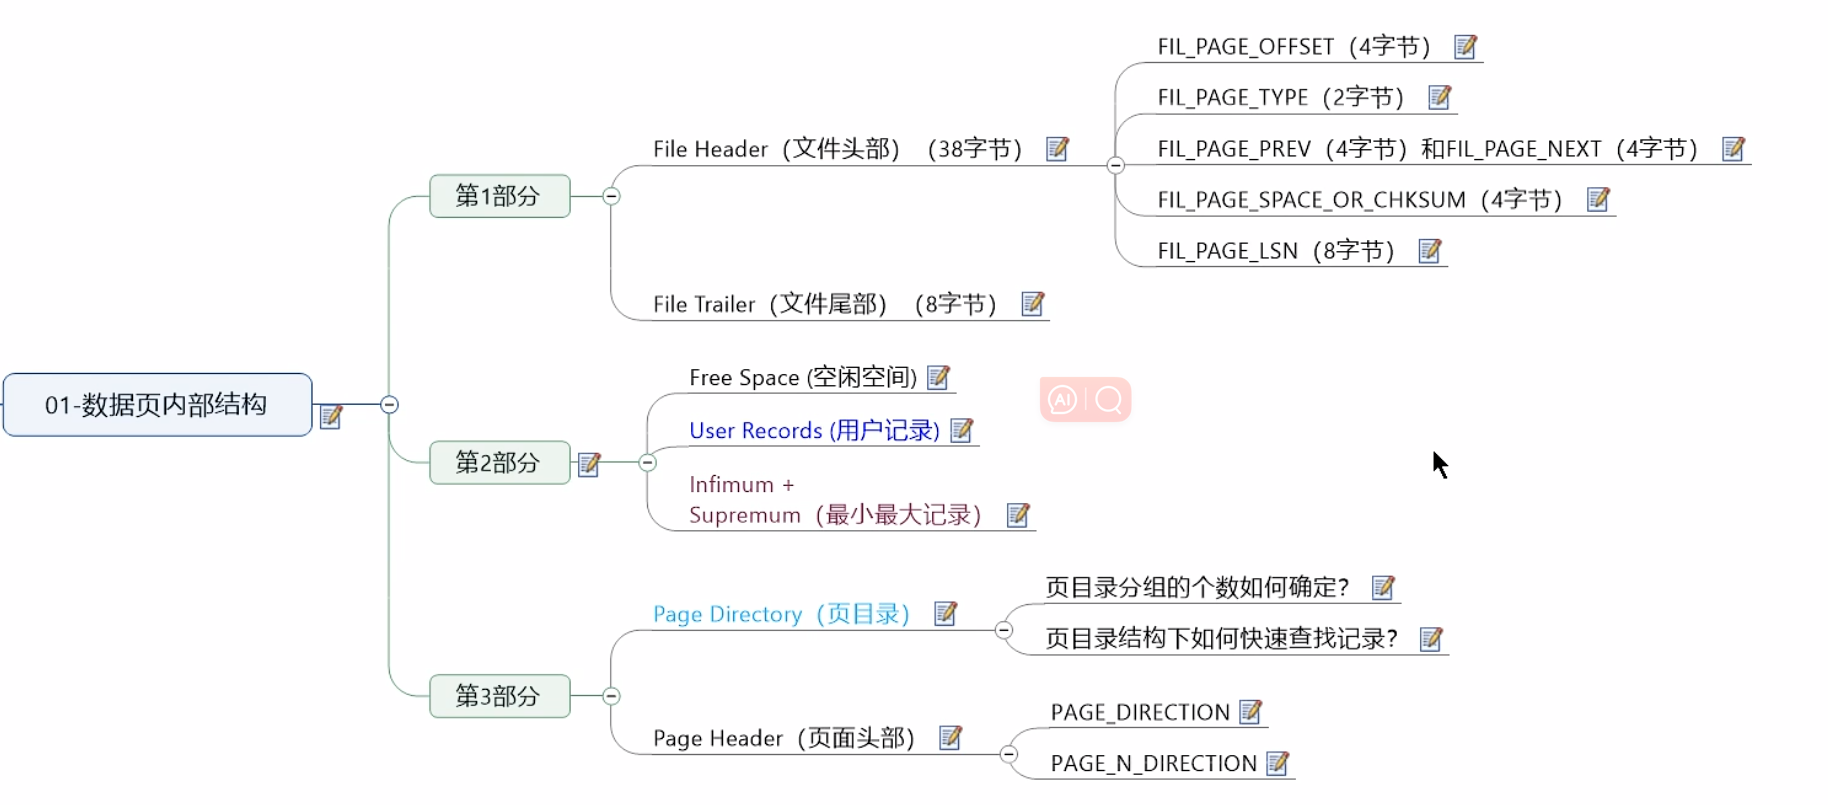 01-数据页内部结构
第1部分
File Header（文件头部）（38字节）
FIL_PAGE_OFFSET（4字节）
FIL_PAGE_TYPE（2字节）
FIL_PAGE_PREV（4字节）和FIL_PAGE_NEXT（4字节）
FIL_PAGE_SPACE_OR_CHKSUM（4字节）
FIL_PAGE_LSN（8字节）
File Trailer（文件尾部）（8字节）
第2部分
Free Space (空闲空间)
User Records (用户记录)
Infimum +
Supremum（最小最大记录）
AI
第3部分
Page Directory（页目录）
页目录分组的个数如何确定？
页目录结构下如何快速查找记录？
Page Header（页面头部）
PAGE_DIRECTION
PAGE_N_DIRECTION